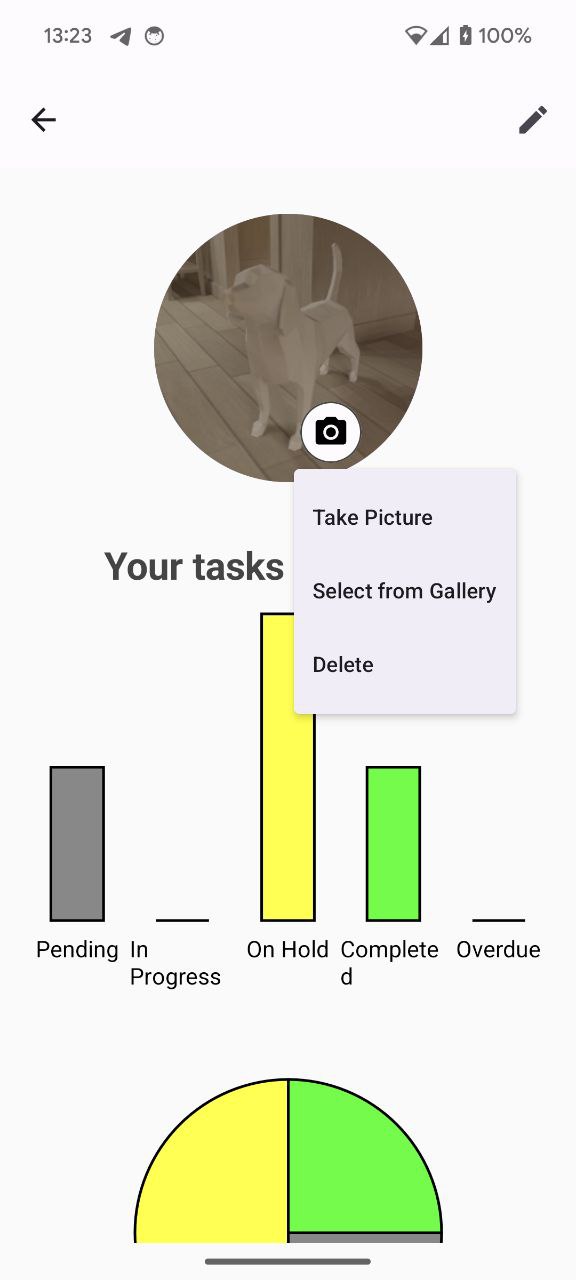 13:23
100%
Your tasks
Take Picture
Select from Gallery
Delete
Pending
In
Progress
On Hold
Complete
d
Overdue